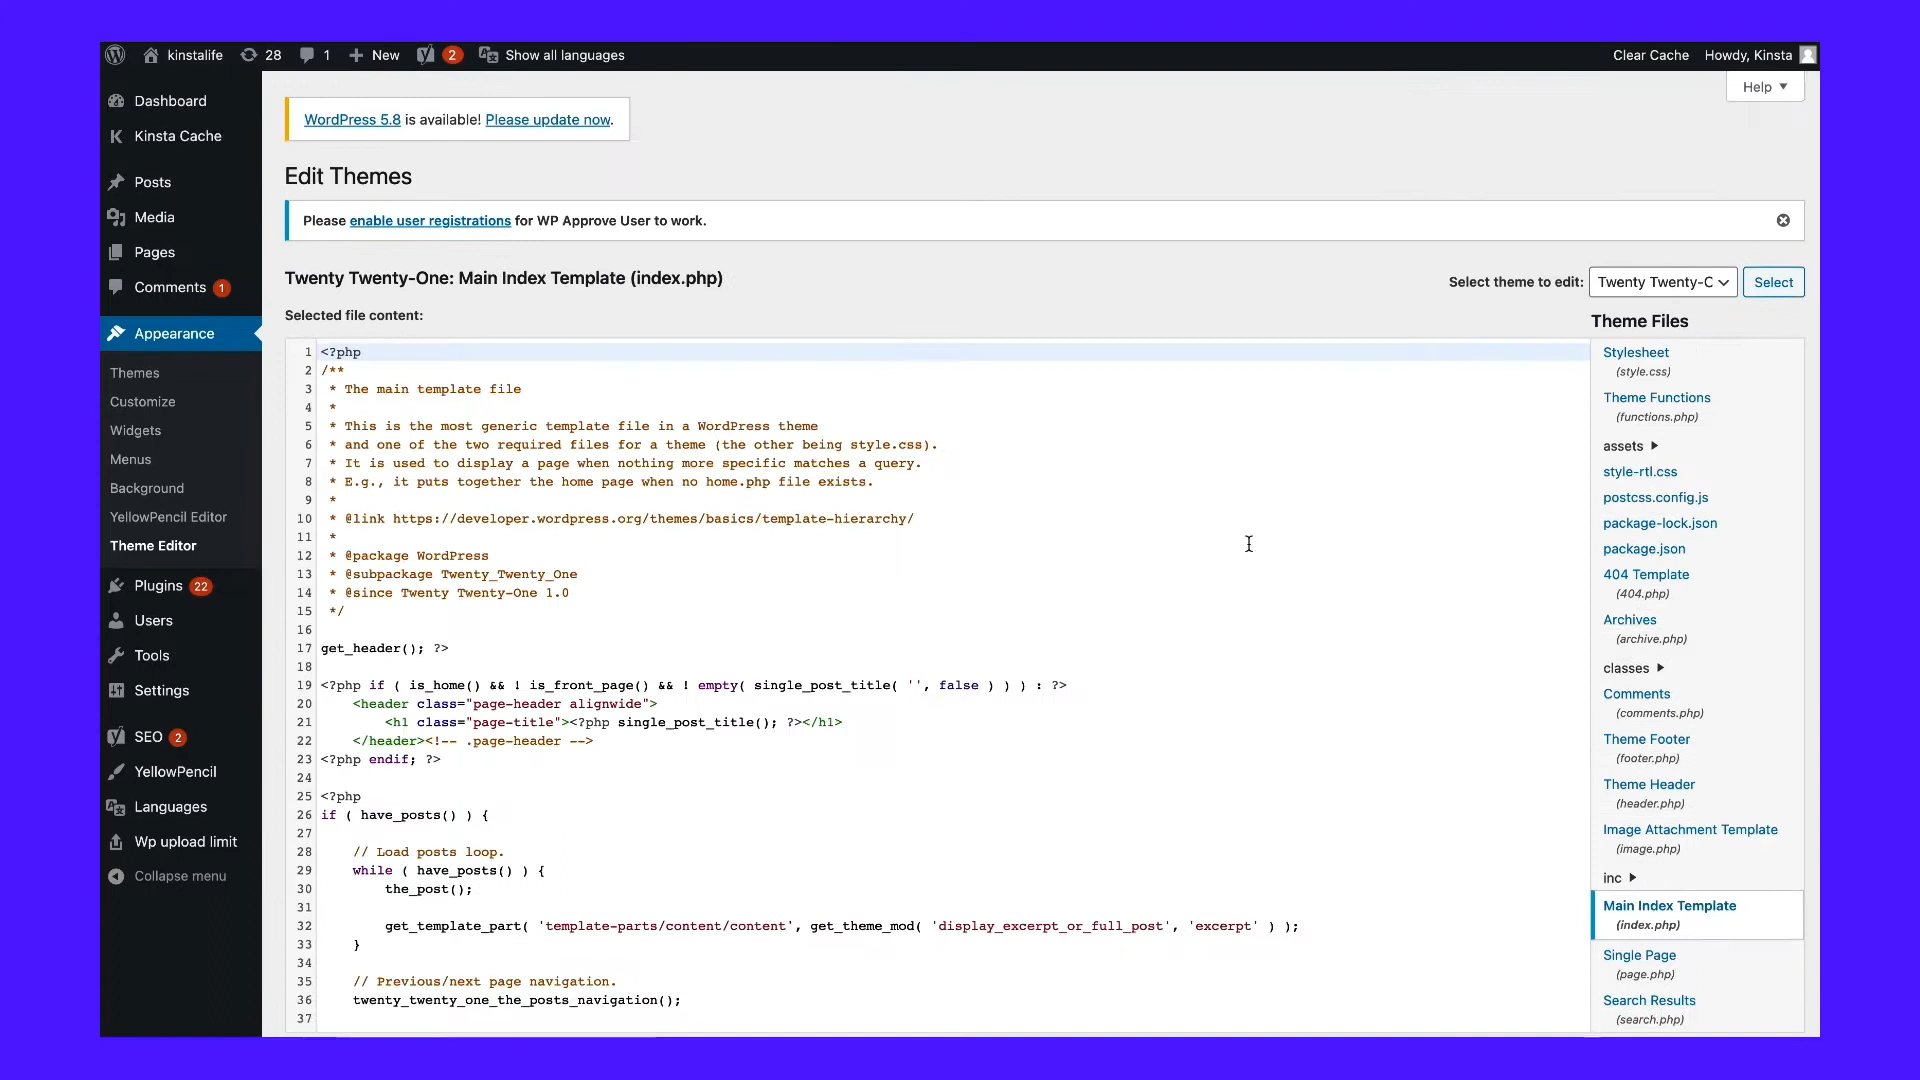 kinstalife 28 1 New 2 Show all languages Clear Cache Howdy, Kinsta
Help
Dashboard
Kinsta Cache
Posts
Media
Pages
Comments 1
Appearance
Themes
Customize
Widgets
Menus
Background
YellowPencil Editor
Theme Editor
Plugins 22
Users
Tools
Settings
SEO 2
YellowPencil
Languages
Wp upload limit
Collapse menu
WordPress 5.8 is available! Please update now.
Edit Themes
Please enable user registrations for WP Approve User to work.
Twenty Twenty-One: Main Index Template (index.php)
Select theme to edit: Twenty Twenty-C Select
Selected file content:
1 <?php
2 /**
3  * The main template file
4  *
5  * This is the most generic template file in a WordPress theme
6  * and one of the two required files for a theme (the other being style.css).
7  * It is used to display a page when nothing more specific matches a query.
8  * E.g., it puts together the home page when no home.php file exists.
9  *
10  * @link https://developer.wordpress.org/themes/basics/template-hierarchy/
11  *
12  * @package WordPress
13  * @subpackage Twenty_Twenty_One
14  * @since Twenty Twenty-One 1.0
15  */
16
17 get_header(); ?>
18
19 <?php if ( is_home() && ! is_front_page() && ! empty( single_post_title( '', false ) ) ) : ?>
20     <header class="page-header alignwide">
21         <h1 class="page-title"><?php single_post_title(); ?></h1>
22     </header><!-- .page-header -->
23 <?php endif; ?>
24
25 <?php
26 if ( have_posts() ) {
27
28     // Load posts loop.
29     while ( have_posts() ) {
30         the_post();
31
32         get_template_part( 'template-parts/content/content', get_theme_mod( 'display_excerpt_or_full_post', 'excerpt' ) );
33     }
34
35     // Previous/next page navigation.
36     twenty_twenty_one_the_posts_navigation();
37
Theme Files
Stylesheet
(style.css)
Theme Functions
(functions.php)
assets
style-rtl.css
postcss.config.js
package-lock.json
package.json
404 Template
(404.php)
Archives
(archive.php)
classes
Comments
(comments.php)
Theme Footer
(footer.php)
Theme Header
(header.php)
Image Attachment Template
(image.php)
inc
Main Index Template
(index.php)
Single Page
(page.php)
Search Results
(search.php)